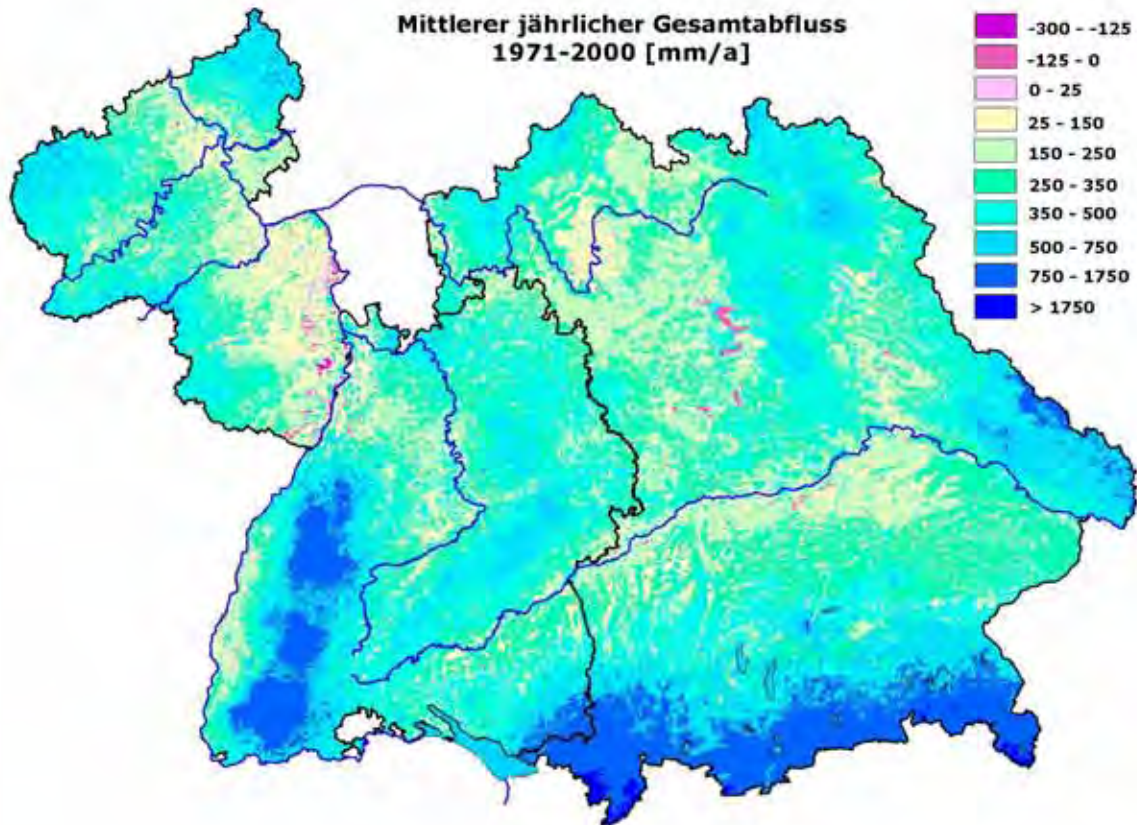 Mittlerer jährlicher Gesamtabfluss
1971-2000 [mm/a]
-300 - -125
-125 - 0
0 - 25
25 - 150
150 - 250
250 - 350
350 - 500
500 - 750
750 - 1750
> 1750